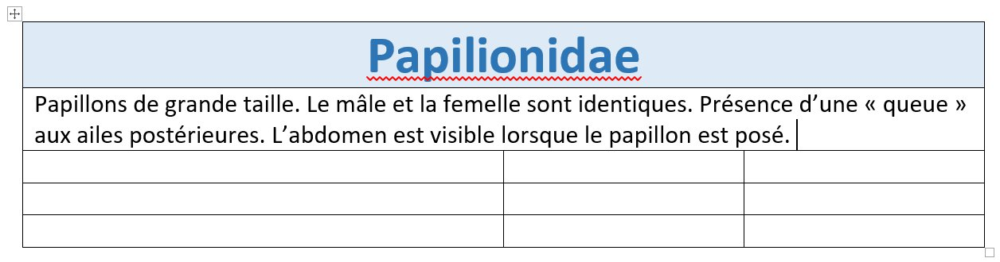 Papilionidae
Papillons de grande taille. Le mâle et la femelle sont identiques. Présence d’une « queue »
aux ailes postérieures. L’abdomen est visible lorsque le papillon est posé.